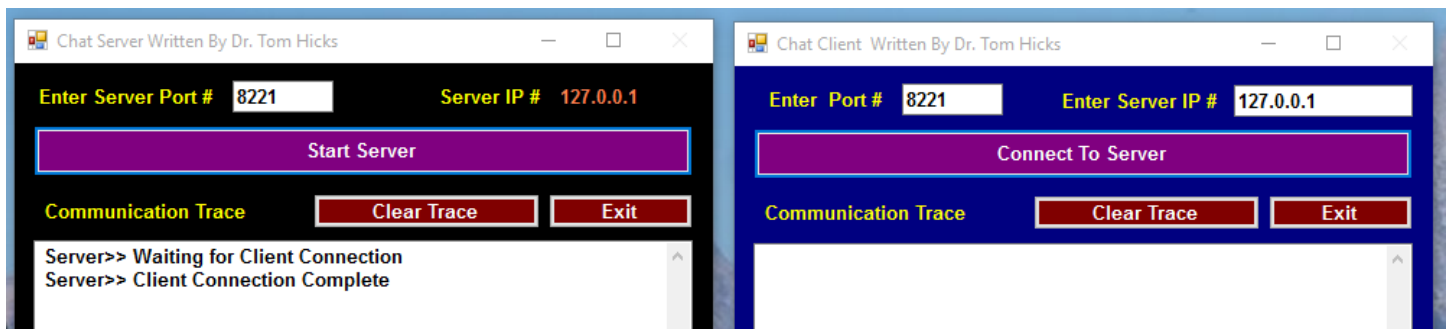 Chat Server Written By Dr. Tom Hicks
Enter Server Port # 8221 Server IP # 127.0.0.1
Start Server
Communication Trace Clear Trace Exit
Server>> Waiting for Client Connection
Server>> Client Connection Complete
Chat Client Written By Dr. Tom Hicks
Enter Port # 8221 Enter Server IP # 127.0.0.1
Connect To Server
Communication Trace Clear Trace Exit